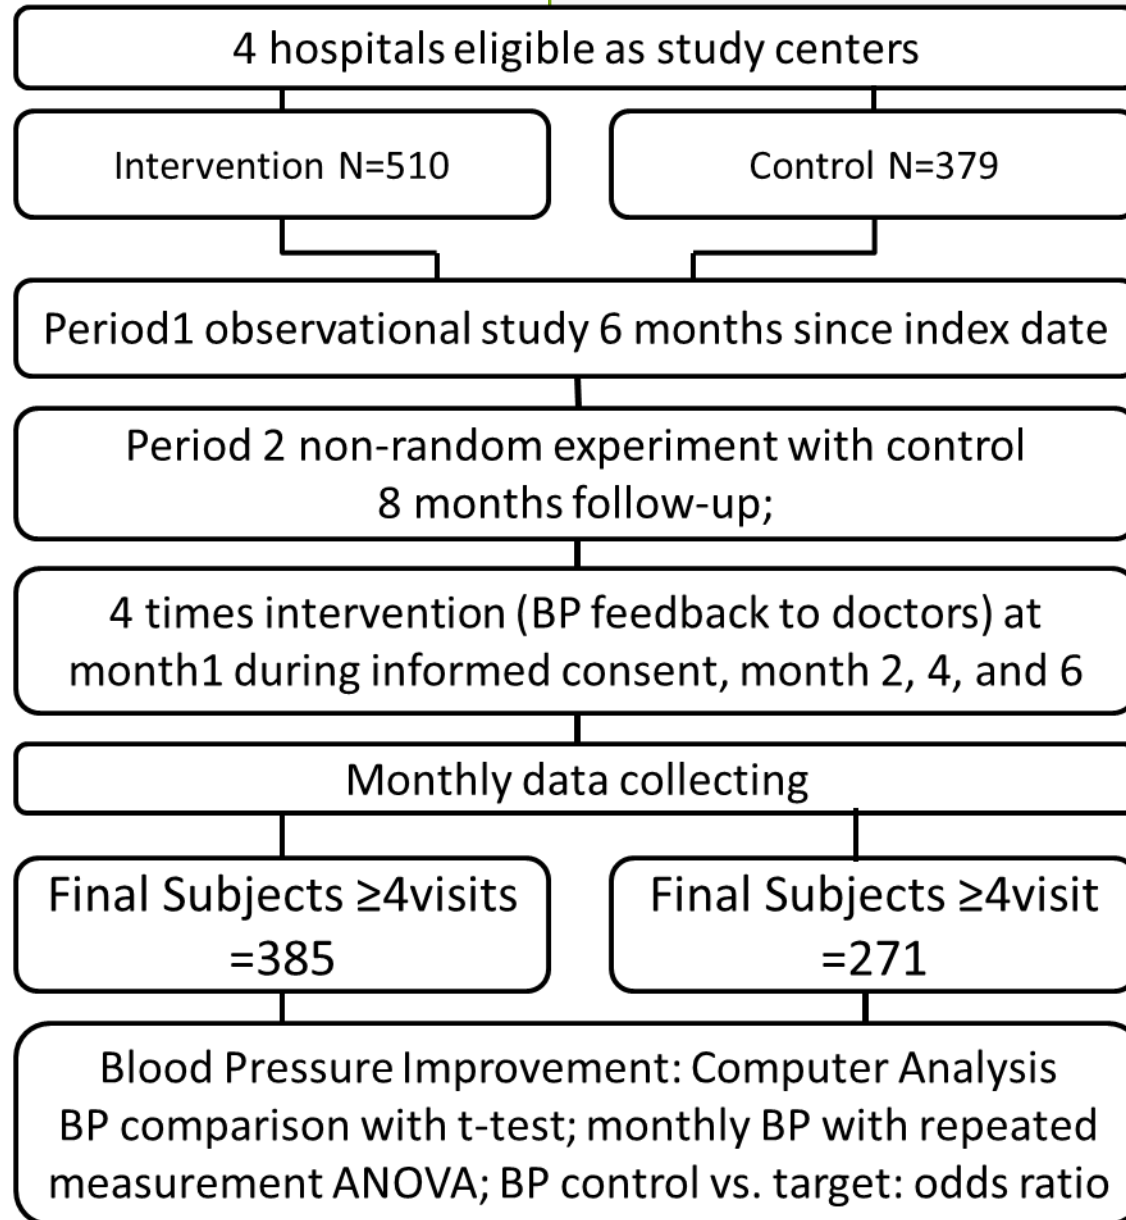 4 hospitals eligible as study centers
Intervention N=510
Control N=379
Period1 observational study 6 months since index date
Period 2 non-random experiment with control
8 months follow-up;
4 times intervention (BP feedback to doctors) at
month1 during informed consent, month 2, 4, and 6
Monthly data collecting
Final Subjects ≥4visits
=385
Final Subjects ≥4visit
=271
Blood Pressure Improvement: Computer Analysis
BP comparison with t-test; monthly BP with repeated
measurement ANOVA; BP control vs. target: odds ratio